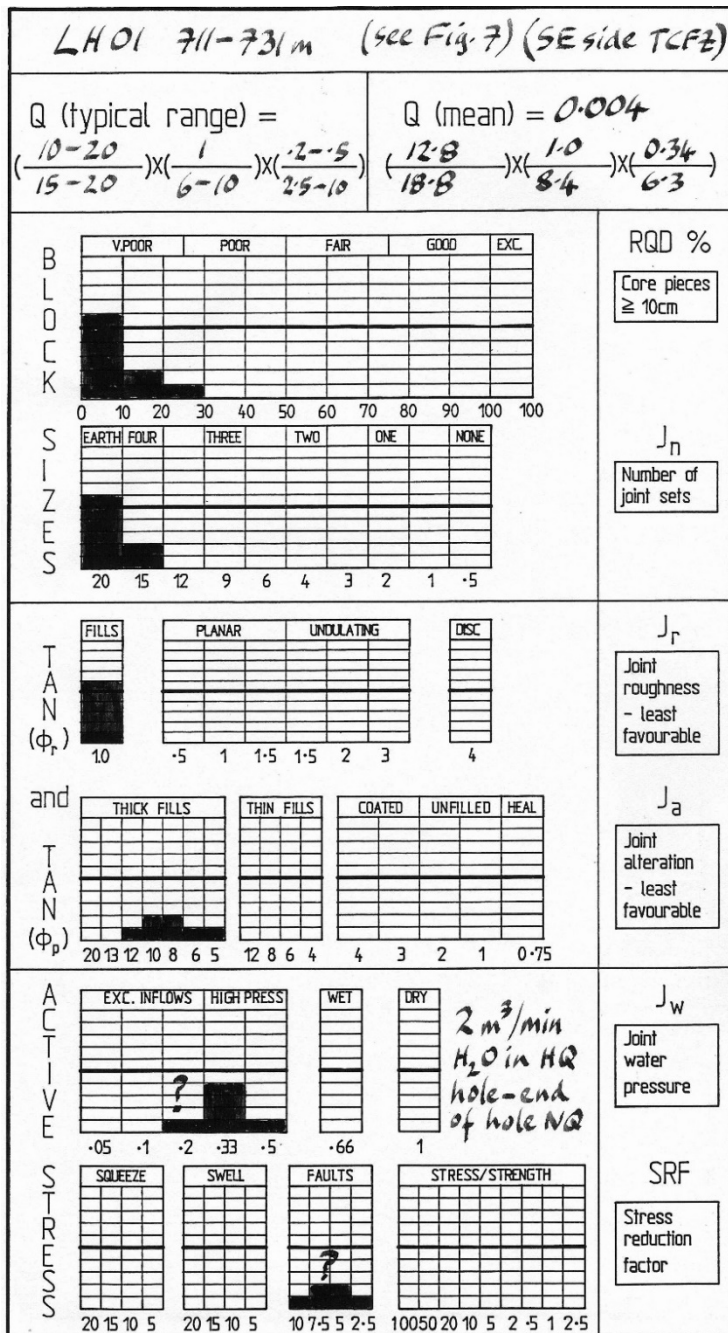 LH01 711-731m (see Fig. 7) (SE side TCFZ)
Q (typical range) =
(10-20/15-20)X(1/6-10)X(·2-·5/2·5-10)
Q (mean) = 0.004
(12·8/18·8)X(1·0/8·4)X(0·34/6·3)
BLOCK
V.POOR POOR FAIR GOOD EXC.
0 10 20 30 40 50 60 70 80 90 100 100
RQD %
Core pieces
≧ 10cm
SIZES
EARTH FOUR THREE TWO ONE NONE
20 15 12 9 6 4 3 2 1 ·5
Jn
Number of
joint sets
TAN
(Φr)
FILLS PLANAR UNDULATING DISC
1.0 ·5 1 1·5 1·5 2 3 4
Jr
Joint
roughness
- least
favourable
and
TAN
(Φp)
THICK FILLS THIN FILLS COATED UNFILLED HEAL
20 13 12 10 8 6 5 12 8 6 4 4 3 2 1 0·75
Ja
Joint
alteration
- least
favourable
ACTIVE
EXC. INFLOWS HIGH PRESS WET DRY
?
·05 ·1 ·2 ·33 ·5 ·66 1
2 m³/min
H₂O in HQ
hole-end
of hole NQ
Jw
Joint
water
pressure
STRESS
SQUEEZE SWELL FAULTS STRESS/STRENGTH
?
20 15 10 5 20 15 10 5 10 7·5 5 2·5 100 50 20 10 5 2 ·5 1 2·5
SRF
Stress
reduction
factor